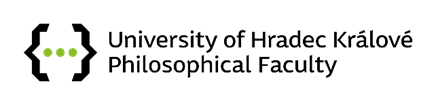 University of Hradec Králové
Philosophical Faculty